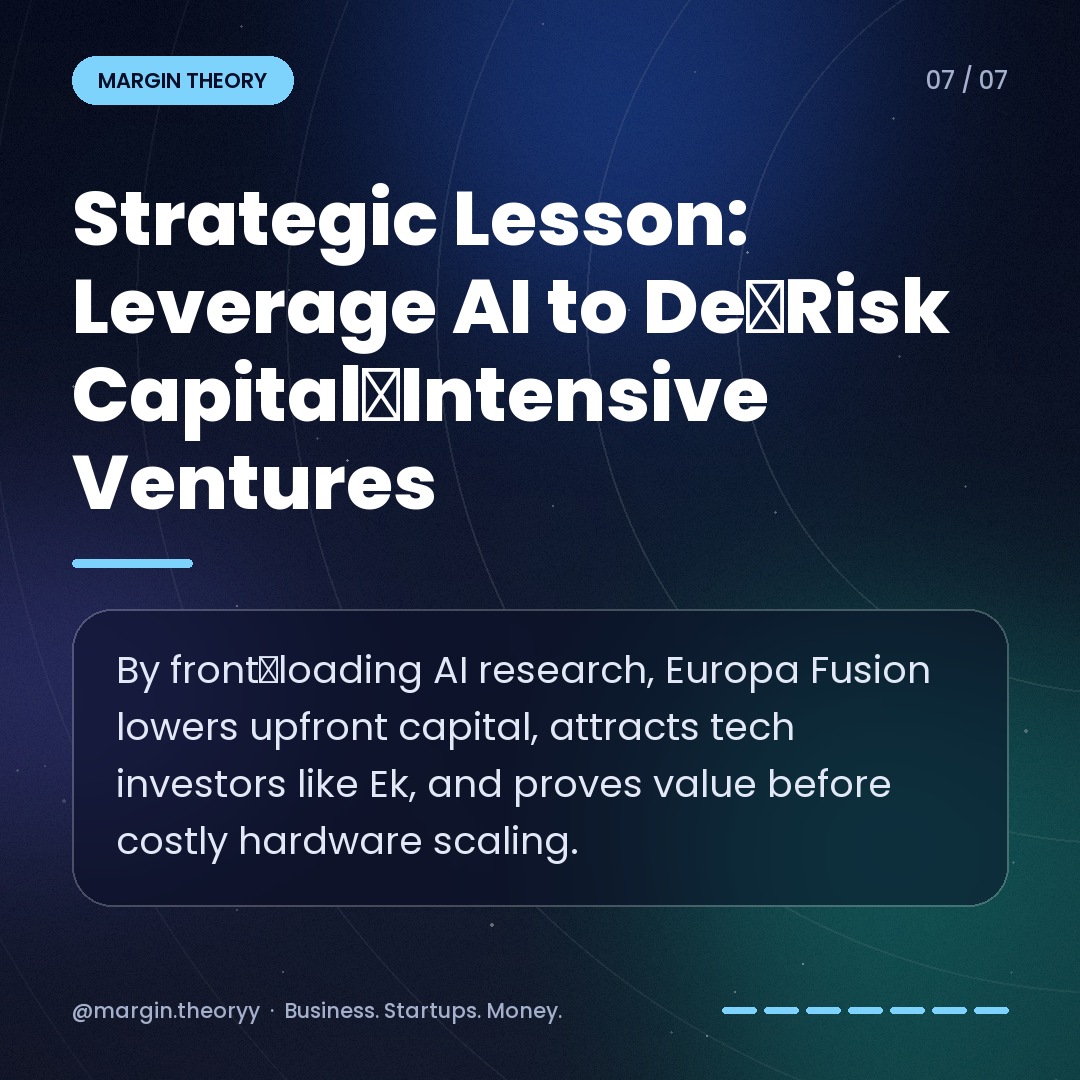 MARGIN THEORY
07 / 07
Strategic Lesson:
Leverage AI to De☒Risk
Capital☒Intensive
Ventures
By front☒loading AI research, Europa Fusion
lowers upfront capital, attracts tech
investors like Ek, and proves value before
costly hardware scaling.
@margin.theoryy · Business. Startups. Money.